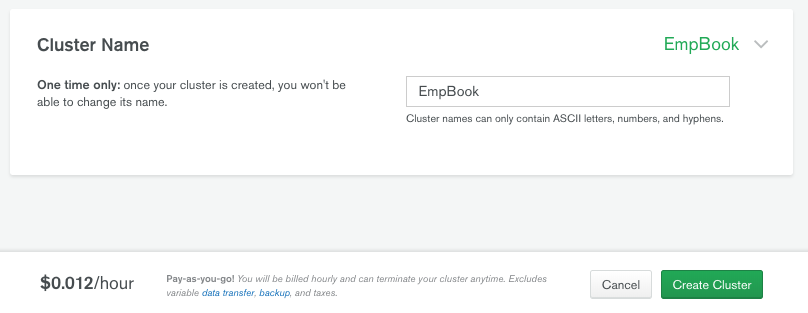 Cluster Name
EmpBook
One time only: once your cluster is created, you won't be
able to change its name.
EmpBook
Cluster names can only contain ASCII letters, numbers, and hyphens.
$0.012/hour
Pay-as-you-go! You will be billed hourly and can terminate your cluster anytime. Excludes
variable data transfer, backup, and taxes.
Cancel
Create Cluster